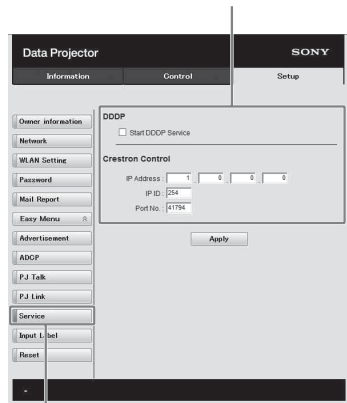 Data Projector
SONY
Information
Control
Setup
Owner information
Network
WLAN Setting
Password
Mail Report
Easy Menu
Advertisement
ADCP
PJ Talk
PJ Link
Service
Input Label
Reset
DDDP
Start DDDP Service
Crestron Control
IP Address : 1 . 0 . 0 . 0
IP ID : 254
Port No. : 41794
Apply